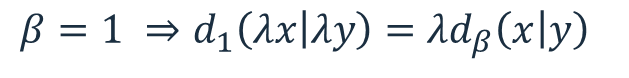 β = 1 ⇒ d₁(λx|λy) = λd_β(x|y)